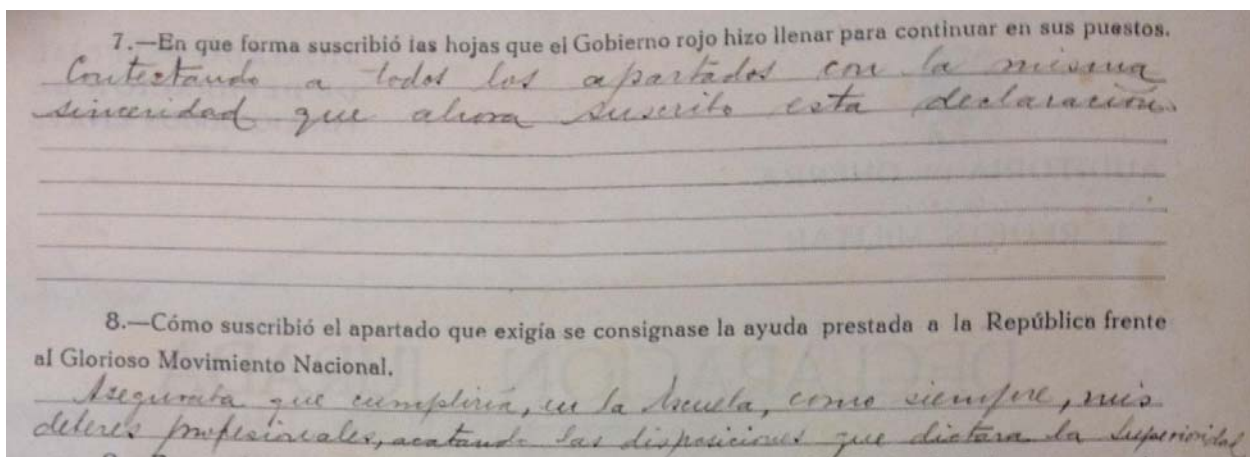 7.—En que forma suscribió las hojas que el Gobierno rojo hizo llenar para continuar en sus puestos.
Contestando a todos los apartados con la misma
sinceridad que ahora suscribo esta declaración.
8.—Cómo suscribió el apartado que exigía se consignase la ayuda prestada a la República frente
al Glorioso Movimiento Nacional.
Aseguraba que cumpliría, en la Escuela, como siempre, mis
deberes profesionales, acatando las disposiciones que dictara la Superioridad